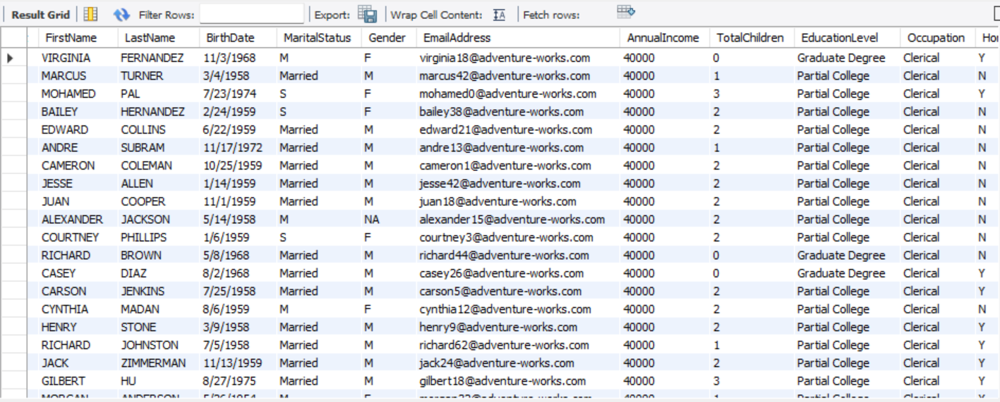 Result Grid Filter Rows: Export: Wrap Cell Content: IA Fetch rows:
FirstName LastName BirthDate MaritalStatus Gender EmailAddress AnnualIncome TotalChildren EducationLevel Occupation Ho
VIRGINIA FERNANDEZ 11/3/1968 M F virginia18@adventure-works.com 40000 0 Graduate Degree Clerical Y
MARCUS TURNER 3/4/1958 Married M marcus42@adventure-works.com 40000 1 Partial College Clerical N
MOHAMED PAL 7/23/1974 S F mohamed0@adventure-works.com 40000 3 Partial College Clerical Y
BAILEY HERNANDEZ 2/24/1959 S F bailey38@adventure-works.com 40000 2 Partial College Clerical N
EDWARD COLLINS 6/22/1959 Married M edward21@adventure-works.com 40000 2 Partial College Clerical N
ANDRE SUBRAM 11/17/1972 Married M andre13@adventure-works.com 40000 1 Partial College Clerical N
CAMERON COLEMAN 10/25/1959 Married M cameron1@adventure-works.com 40000 2 Partial College Clerical N
JESSE ALLEN 1/14/1959 Married M jesse42@adventure-works.com 40000 2 Partial College Clerical N
JUAN COOPER 11/1/1959 Married M juan18@adventure-works.com 40000 2 Partial College Clerical N
ALEXANDER JACKSON 5/14/1958 M NA alexander15@adventure-works.com 40000 2 Partial College Clerical N
COURTNEY PHILLIPS 1/6/1959 S F courtney3@adventure-works.com 40000 2 Partial College Clerical N
RICHARD BROWN 5/8/1968 Married M richard44@adventure-works.com 40000 0 Graduate Degree Clerical N
CASEY DIAZ 8/2/1968 Married M casey26@adventure-works.com 40000 0 Graduate Degree Clerical Y
CARSON JENKINS 7/25/1958 Married M carson5@adventure-works.com 40000 2 Partial College Clerical Y
CYNTHIA MADAN 8/6/1959 M F cynthia12@adventure-works.com 40000 2 Partial College Clerical N
HENRY STONE 3/9/1958 Married M henry9@adventure-works.com 40000 2 Partial College Clerical Y
RICHARD JOHNSTON 7/5/1958 Married M richard62@adventure-works.com 40000 1 Partial College Clerical Y
JACK ZIMMERMAN 11/13/1959 Married M jack24@adventure-works.com 40000 2 Partial College Clerical Y
GILBERT HU 8/27/1975 Married M gilbert18@adventure-works.com 40000 3 Partial College Clerical Y